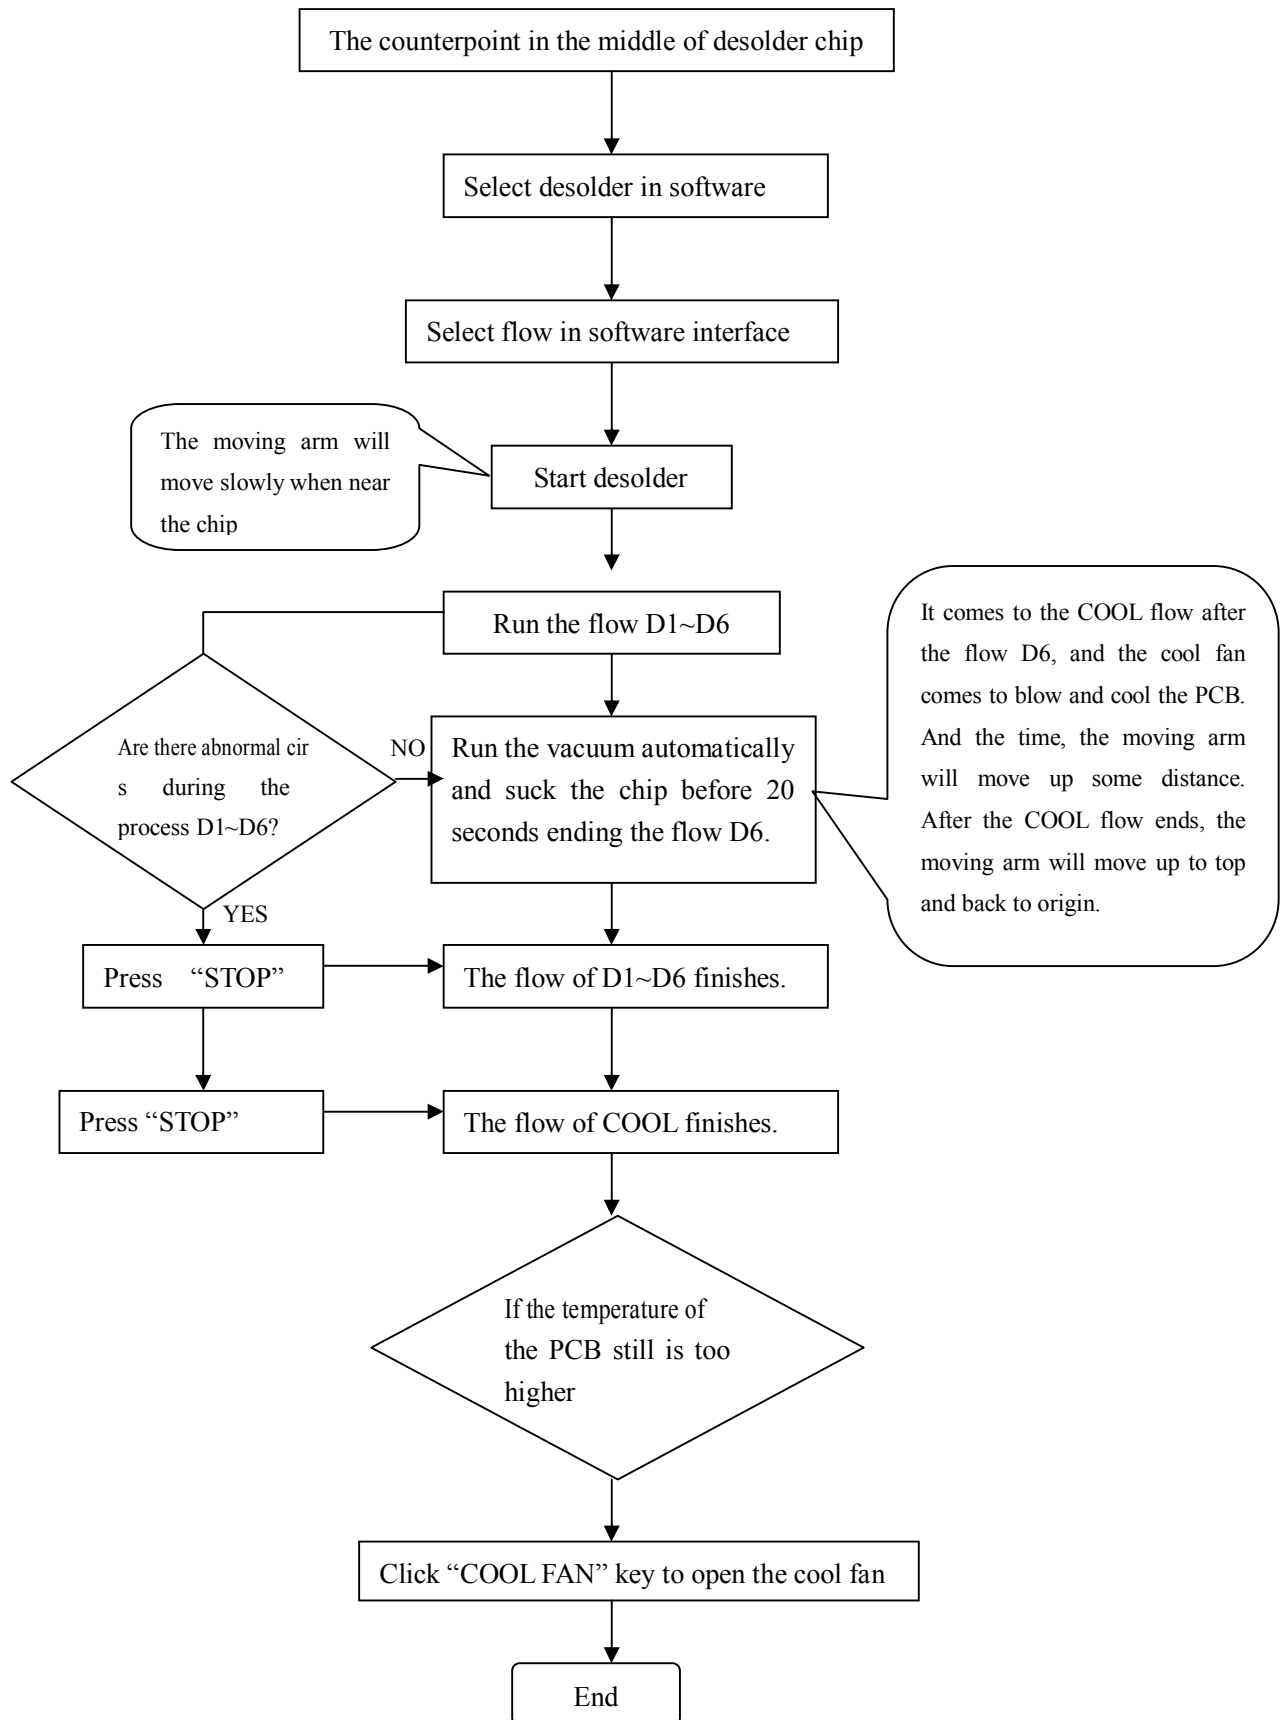 The counterpoint in the middle of desolder chip
Select desolder in software
Select flow in software interface
The moving arm will
move slowly when near
the chip
Start desolder
Run the flow D1~D6
It comes to the COOL flow after
the flow D6, and the cool fan
comes to blow and cool the PCB.
And the time, the moving arm
will move up some distance.
After the COOL flow ends, the
moving arm will move up to top
and back to origin.
Are there abnormal cir
s during the
process D1~D6?
NO
Run the vacuum automatically
and suck the chip before 20
seconds ending the flow D6.
YES
Press “STOP”
The flow of D1~D6 finishes.
Press “STOP”
The flow of COOL finishes.
If the temperature of
the PCB still is too
higher
Click “COOL FAN” key to open the cool fan
End